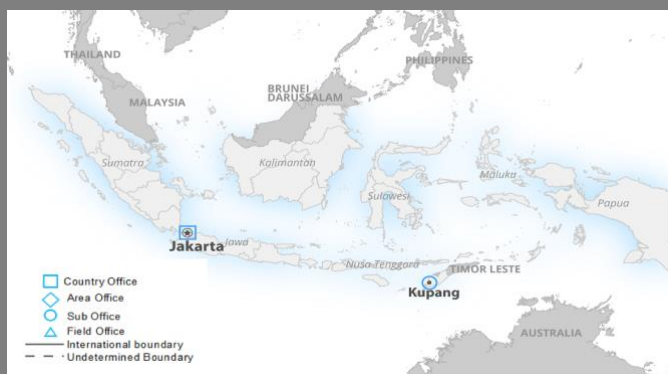 THAILAND
PHILIPPINES
BRUNEI
DARUSSALAM
MALAYSIA
Sumatra
Kalimantan
Maluku
Sulawesi
Papua
Jakarta
Jawa
Nusa Tenggara
TIMOR LESTE
Kupang
Country Office
Area Office
Sub Office
Field Office
International boundary
Undetermined Boundary
AUSTRALIA